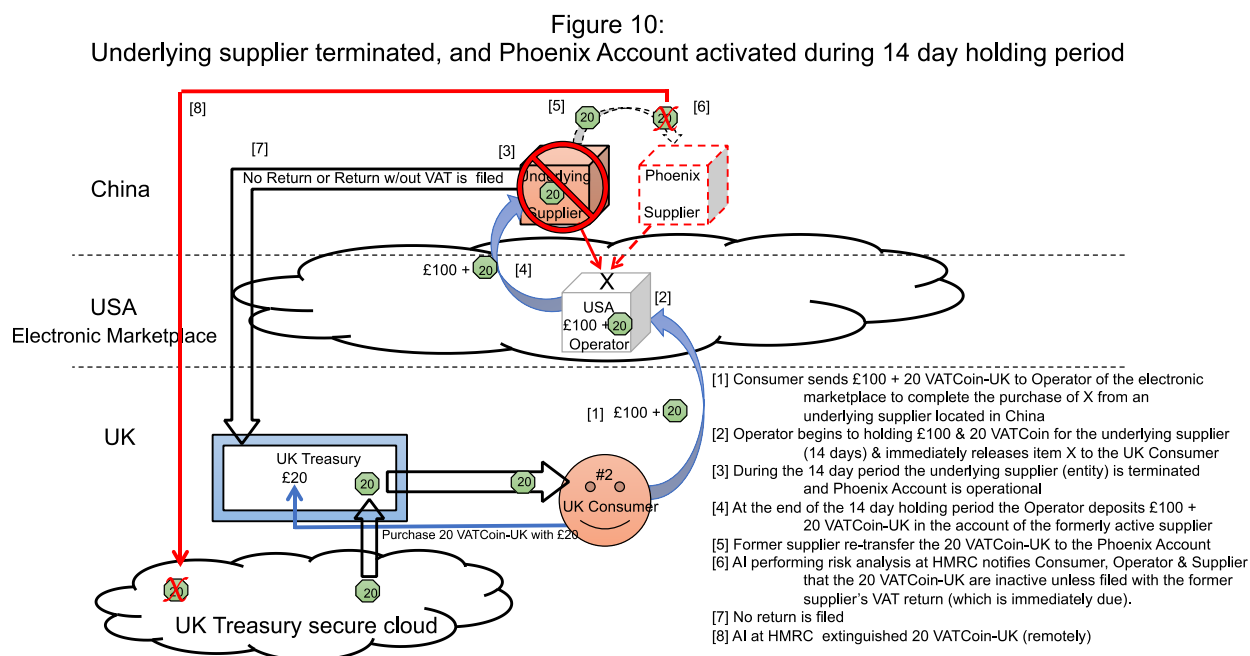 Figure 10:
Underlying supplier terminated, and Phoenix Account activated during 14 day holding period
[8]
[5]
20
20
[6]
[7]
[3]
No Return or Return w/out VAT is filed
China
Underlying
20
Supplier
Phoenix
Supplier
£100 + 20
[4]
X
[2]
USA
£100 + 20
Operator
USA
Electronic Marketplace
[1] £100 + 20
UK
UK Treasury
£20
20
20
#2
UK Consumer
Purchase 20 VATCoin-UK with £20
20
20
UK Treasury secure cloud
[1] Consumer sends £100 + 20 VATCoin-UK to Operator of the electronic
marketplace to complete the purchase of X from an
underlying supplier located in China
[2] Operator begins to holding £100 & 20 VATCoin for the underlying supplier
(14 days) & immediately releases item X to the UK Consumer
[3] During the 14 day period the underlying supplier (entity) is terminated
and Phoenix Account is operational
[4] At the end of the 14 day holding period the Operator deposits £100 +
20 VATCoin-UK in the account of the formerly active supplier
[5] Former supplier re-transfer the 20 VATCoin-UK to the Phoenix Account
[6] AI performing risk analysis at HMRC notifies Consumer, Operator & Supplier
that the 20 VATCoin-UK are inactive unless filed with the former
supplier's VAT return (which is immediately due).
[7] No return is filed
[8] AI at HMRC extinguished 20 VATCoin-UK (remotely)